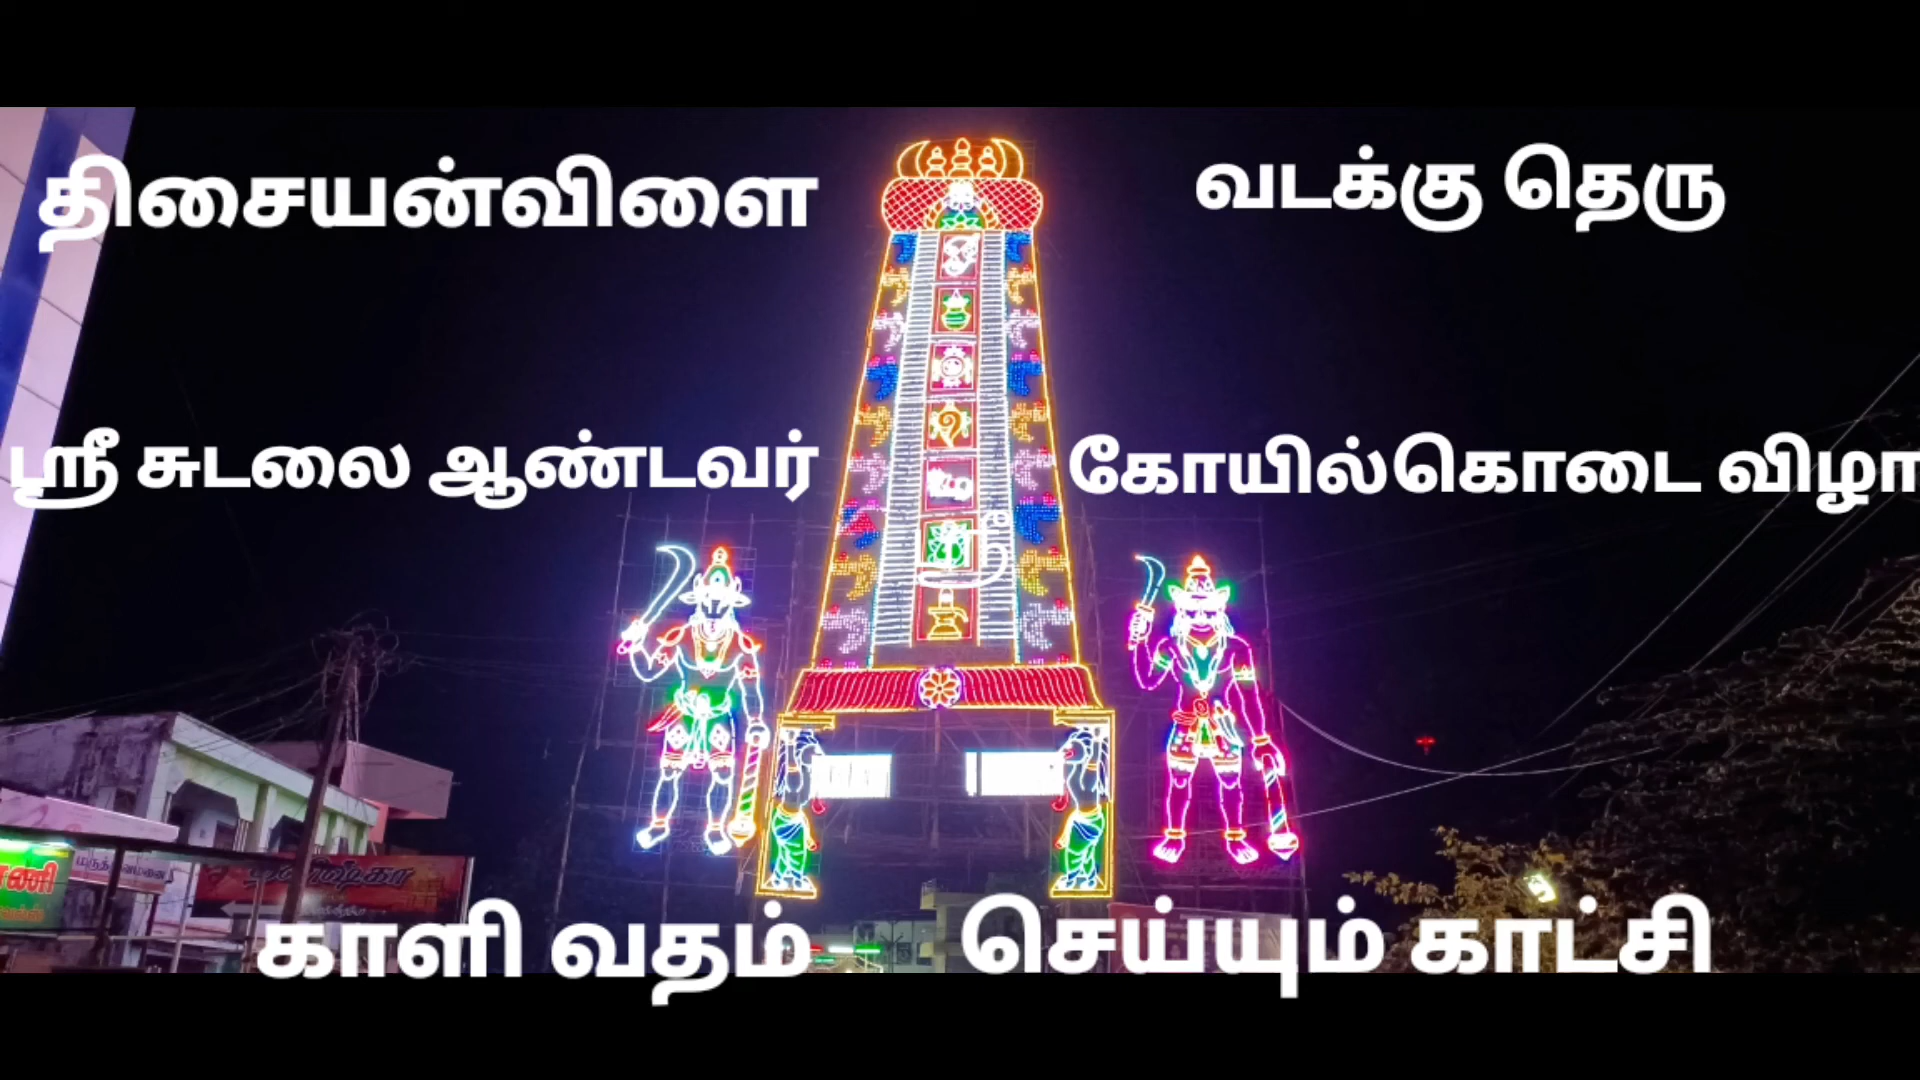 திசையன்விளை வடக்கு தெரு
ஸ்ரீ சுடலை ஆண்டவர் கோயில்கொடை விழா
ஸ்ரீ
காளி வதம் செய்யும் காட்சி